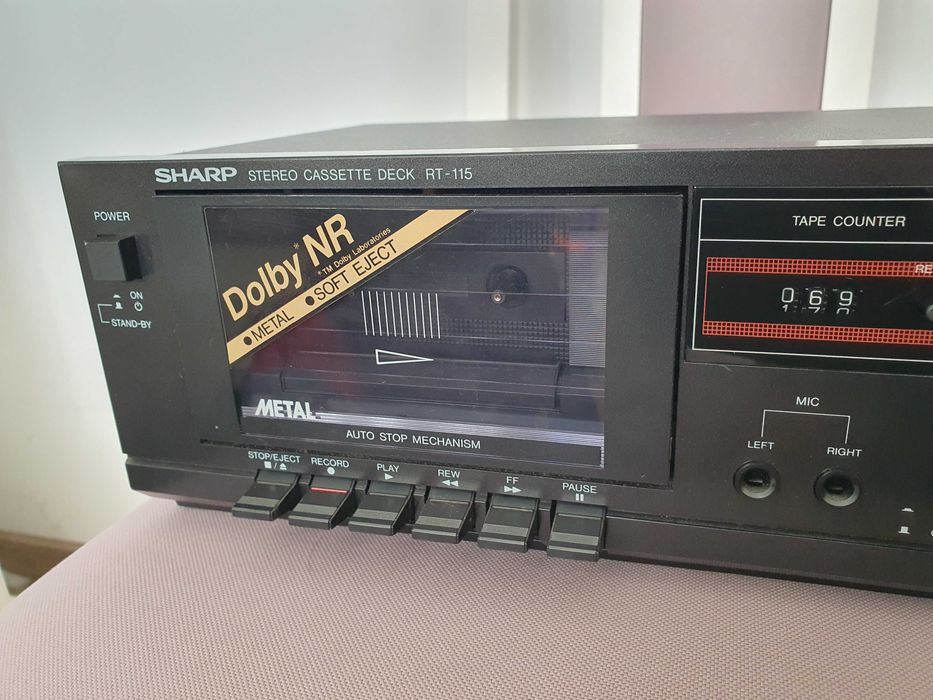 SHARP STEREO CASSETTE DECK RT-115
POWER
ON
STAND-BY
Dolby* NR
*TM Dolby Laboratories
●METAL ●SOFT EJECT
METAL
AUTO STOP MECHANISM
STOP/EJECT
RECORD
PLAY
REW
FF
PAUSE
TAPE COUNTER
RE
069
MIC
LEFT
RIGHT